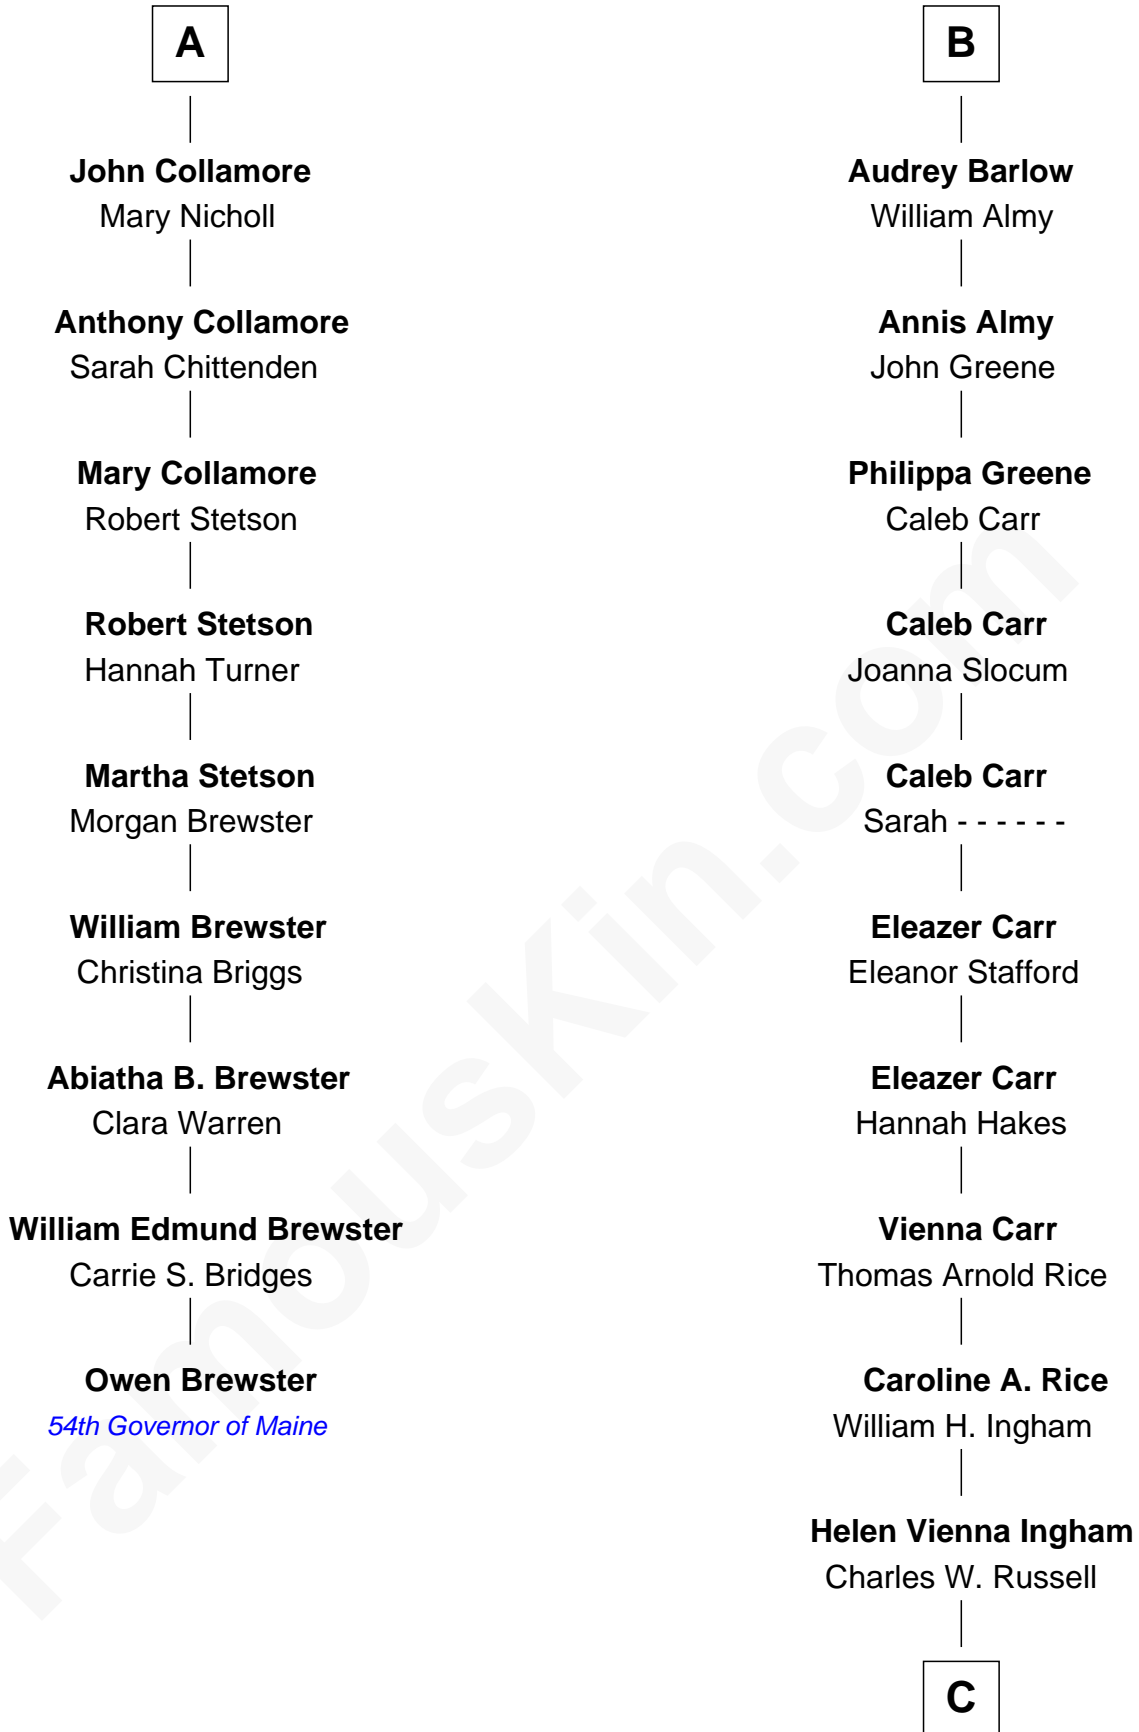 A
John Collamore
Mary Nicholl
Anthony Collamore
Sarah Chittenden
Mary Collamore
Robert Stetson
Robert Stetson
Hannah Turner
Martha Stetson
Morgan Brewster
William Brewster
Christina Briggs
Abiatha B. Brewster
Clara Warren
William Edmund Brewster
Carrie S. Bridges
Owen Brewster
54th Governor of Maine
B
Audrey Barlow
William Almy
Annis Almy
John Greene
Philippa Greene
Caleb Carr
Caleb Carr
Joanna Slocum
Caleb Carr
Sarah - - - - - -
Eleazer Carr
Eleanor Stafford
Eleazer Carr
Hannah Hakes
Vienna Carr
Thomas Arnold Rice
Caroline A. Rice
William H. Ingham
Helen Vienna Ingham
Charles W. Russell
C
FamousKin.com